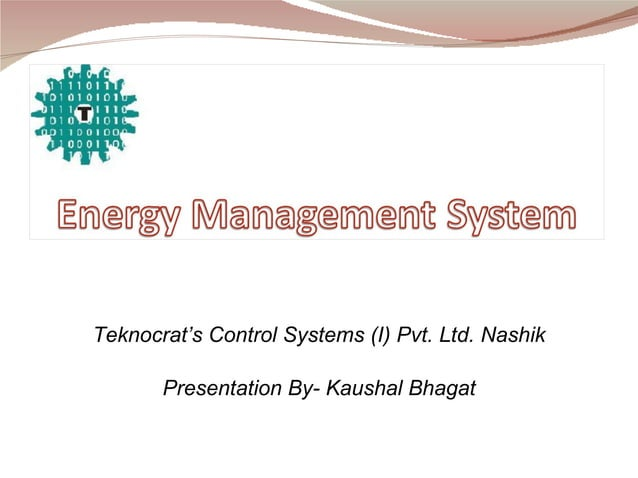 T
Energy Management System
Teknocrat’s Control Systems (I) Pvt. Ltd. Nashik
Presentation By- Kaushal Bhagat